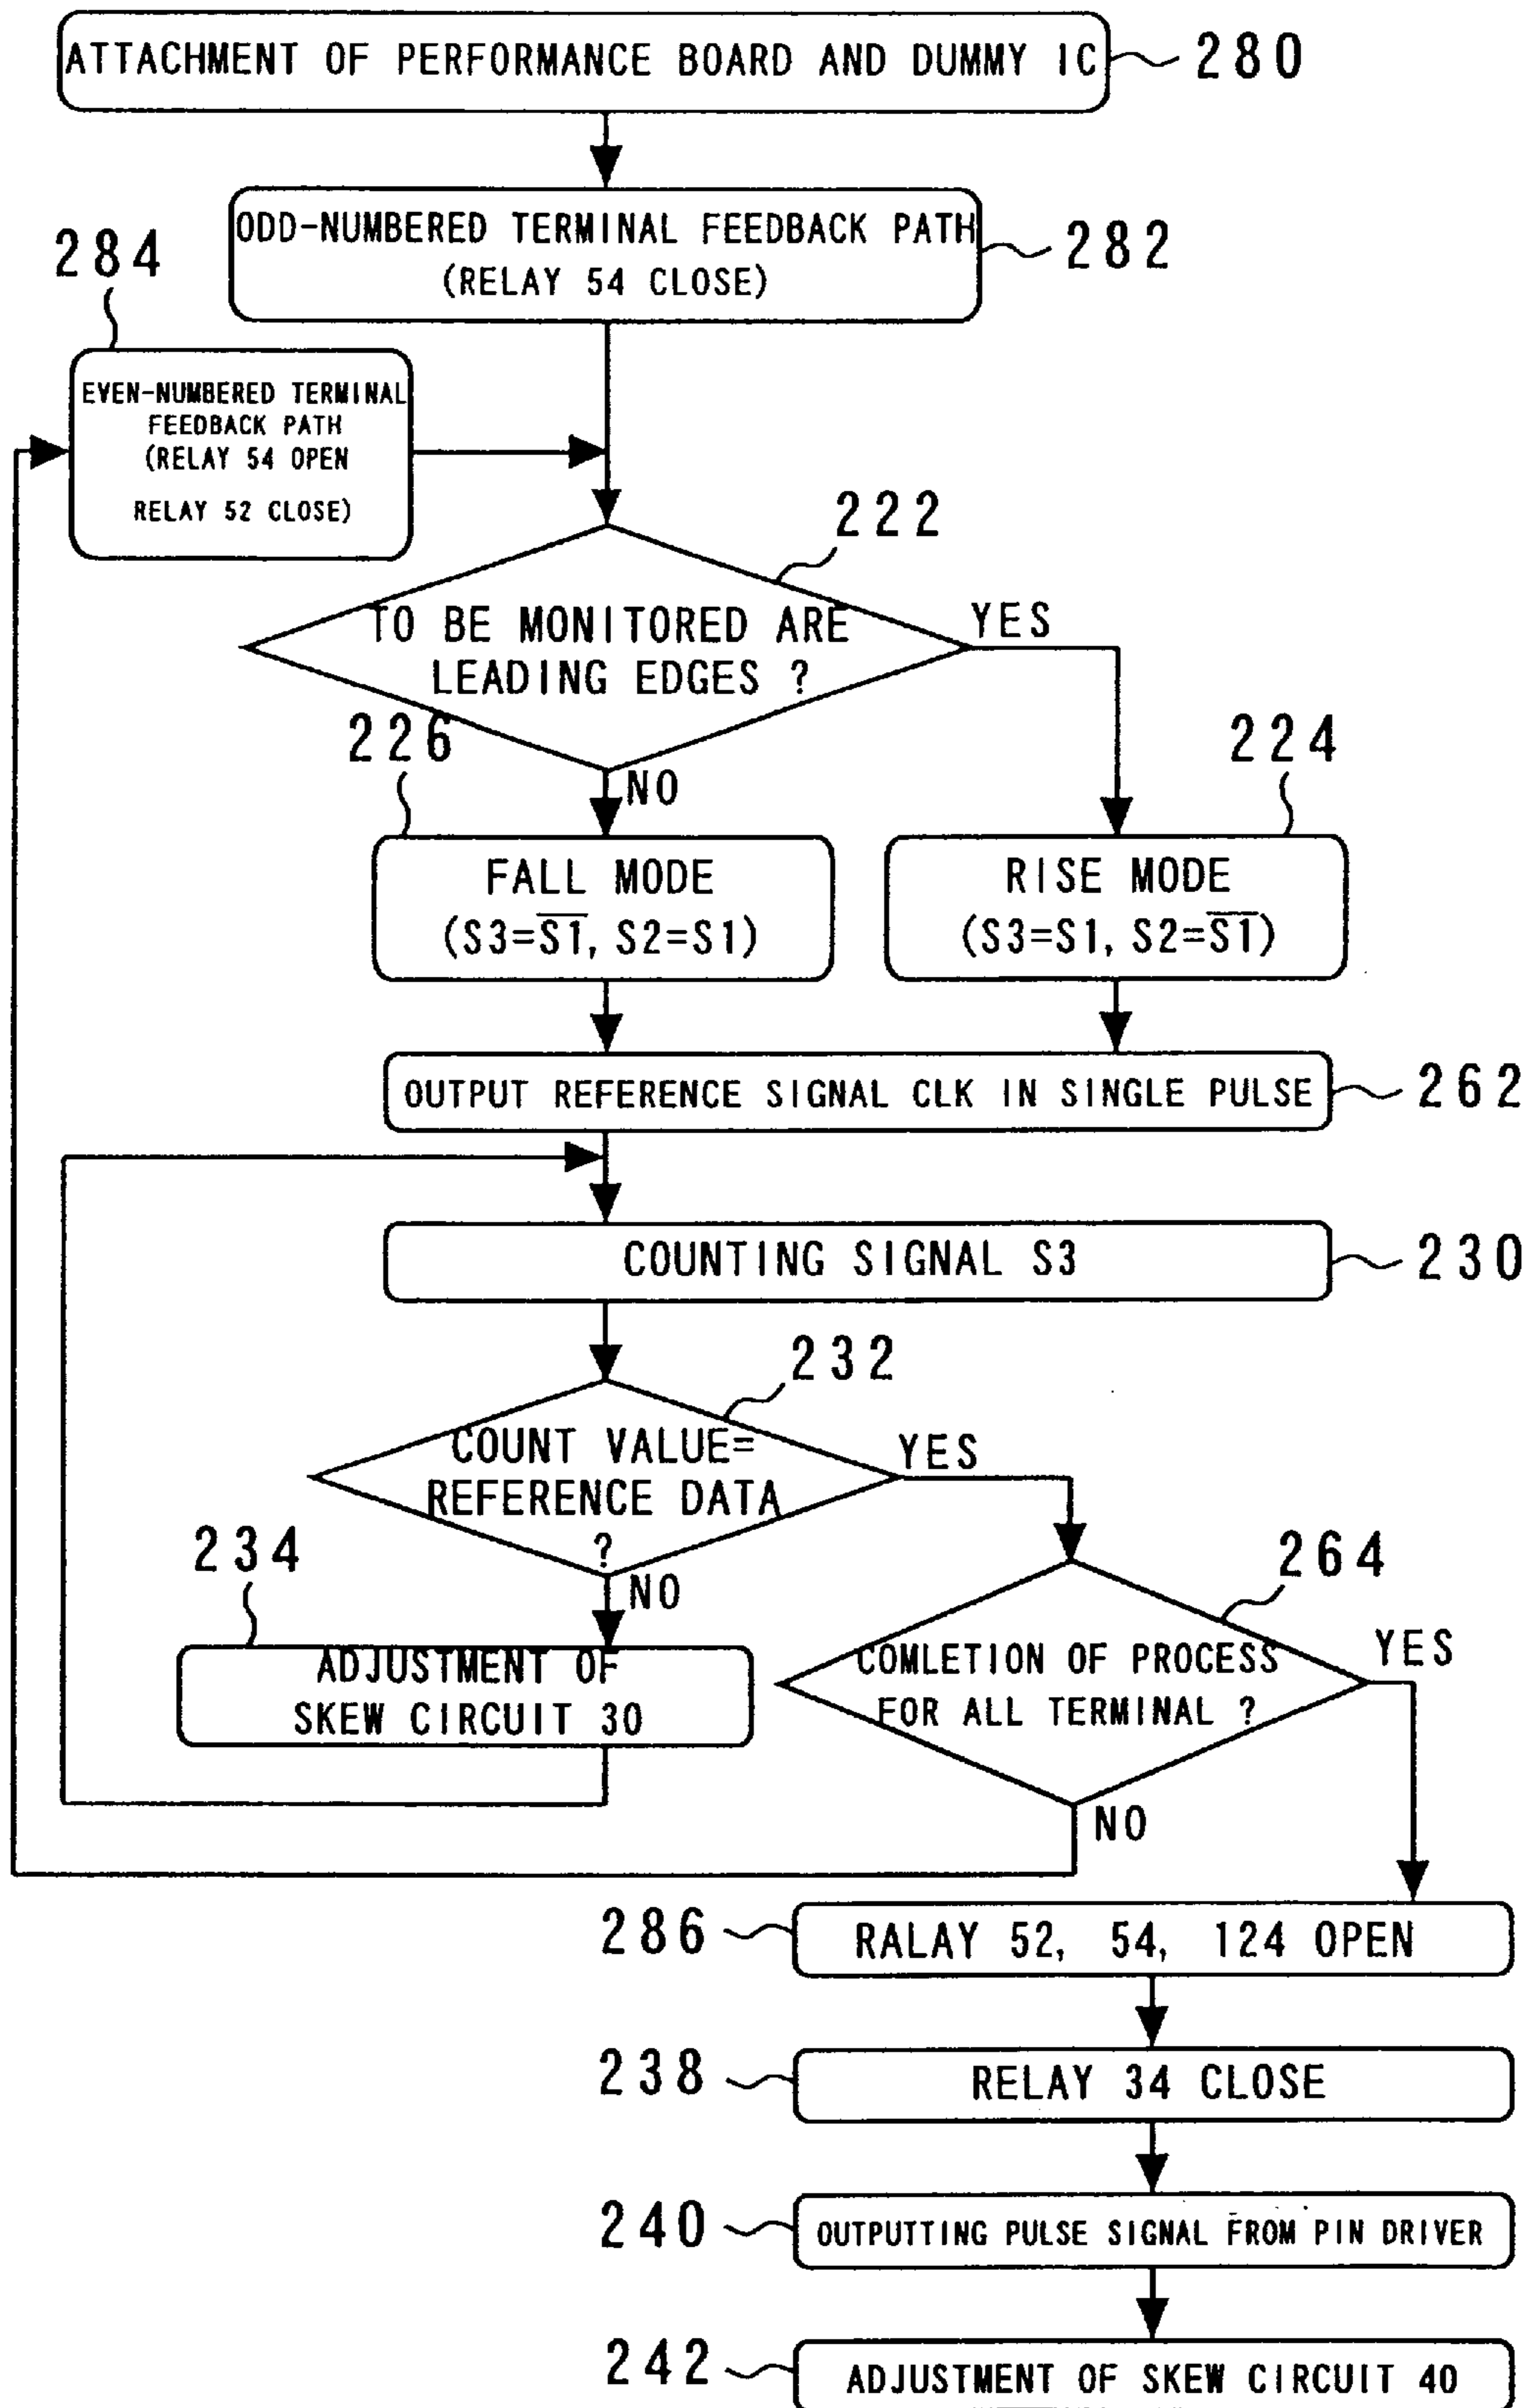 ATTACHMENT OF PERFORMANCE BOARD AND DUMMY IC
280
ODD-NUMBERED TERMINAL FEEDBACK PATH
(RELAY 54 CLOSE)
282
284
EVEN-NUMBERED TERMINAL
FEEDBACK PATH
(RELAY 54 OPEN
RELAY 52 CLOSE)
222
TO BE MONITORED ARE
LEADING EDGES ?
YES
NO
226
FALL MODE
(S3=S̅1̅, S2=S1)
224
RISE MODE
(S3=S1, S2=S̅1̅)
OUTPUT REFERENCE SIGNAL CLK IN SINGLE PULSE
262
COUNTING SIGNAL S3
230
232
COUNT VALUE=
REFERENCE DATA
?
YES
NO
234
ADJUSTMENT OF
SKEW CIRCUIT 30
264
COMLETION OF PROCESS
FOR ALL TERMINAL ?
YES
NO
286
RALAY 52, 54, 124 OPEN
238
RELAY 34 CLOSE
240
OUTPUTTING PULSE SIGNAL FROM PIN DRIVER
242
ADJUSTMENT OF SKEW CIRCUIT 40